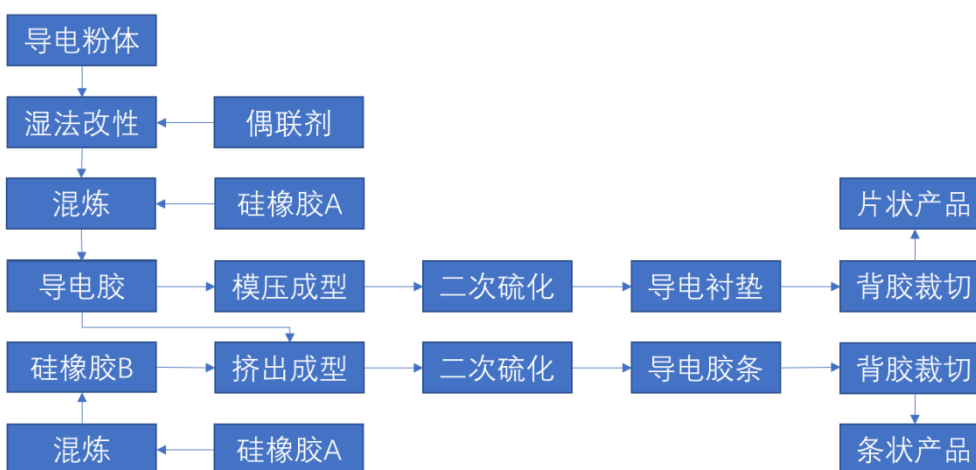 导电粉体
湿法改性
偶联剂
混炼
硅橡胶A
片状产品
导电胶
模压成型
二次硫化
导电衬垫
背胶裁切
硅橡胶B
挤出成型
二次硫化
导电胶条
背胶裁切
混炼
硅橡胶A
条状产品